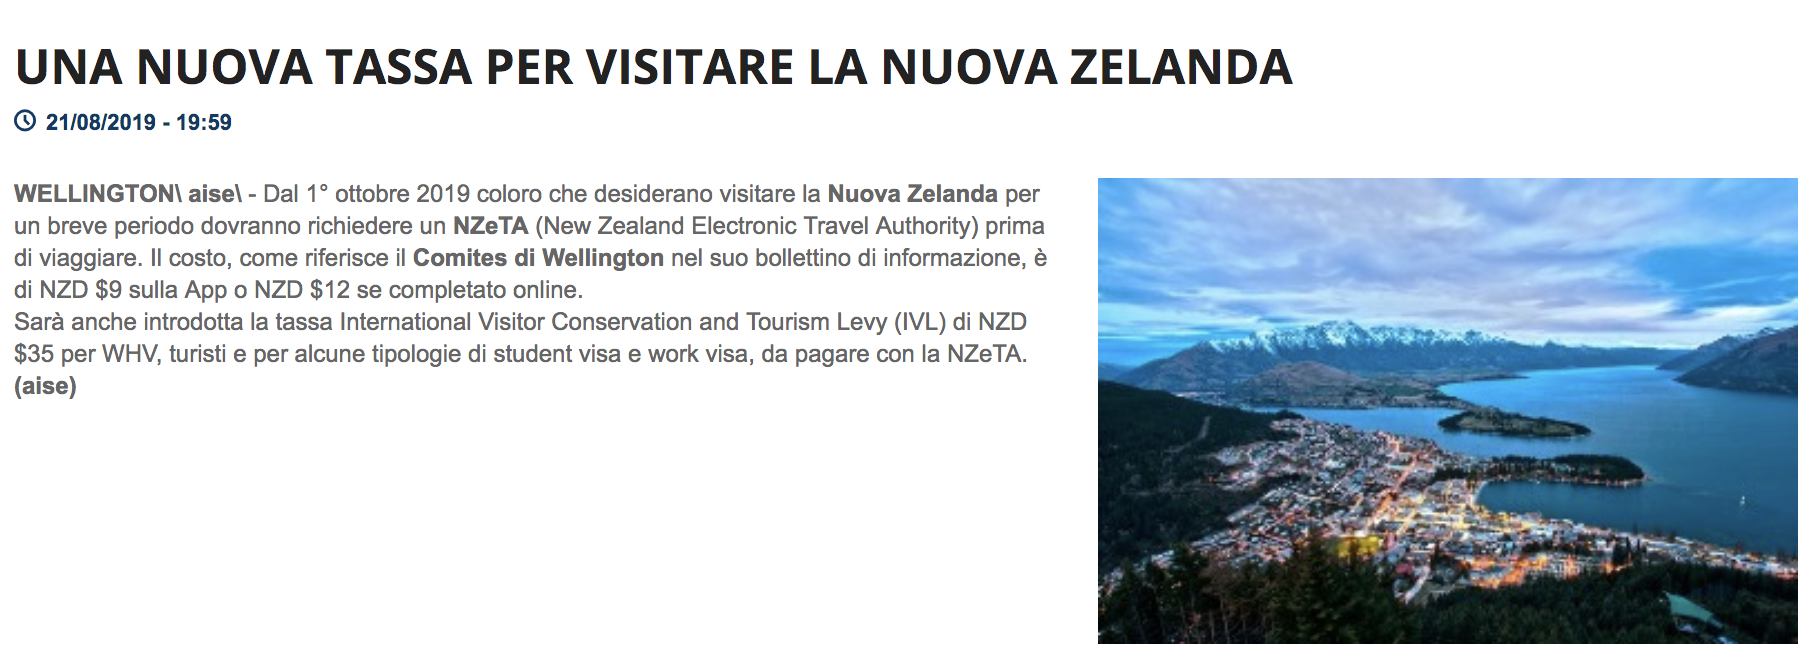 UNA NUOVA TASSA PER VISITARE LA NUOVA ZELANDA
21/08/2019 - 19:59
WELLINGTON\ aise\ - Dal 1° ottobre 2019 coloro che desiderano visitare la Nuova Zelanda per
un breve periodo dovranno richiedere un NZeTA (New Zealand Electronic Travel Authority) prima
di viaggiare. Il costo, come riferisce il Comites di Wellington nel suo bollettino di informazione, è
di NZD $9 sulla App o NZD $12 se completato online.
Sarà anche introdotta la tassa International Visitor Conservation and Tourism Levy (IVL) di NZD
$35 per WHV, turisti e per alcune tipologie di student visa e work visa, da pagare con la NZeTA.
(aise)